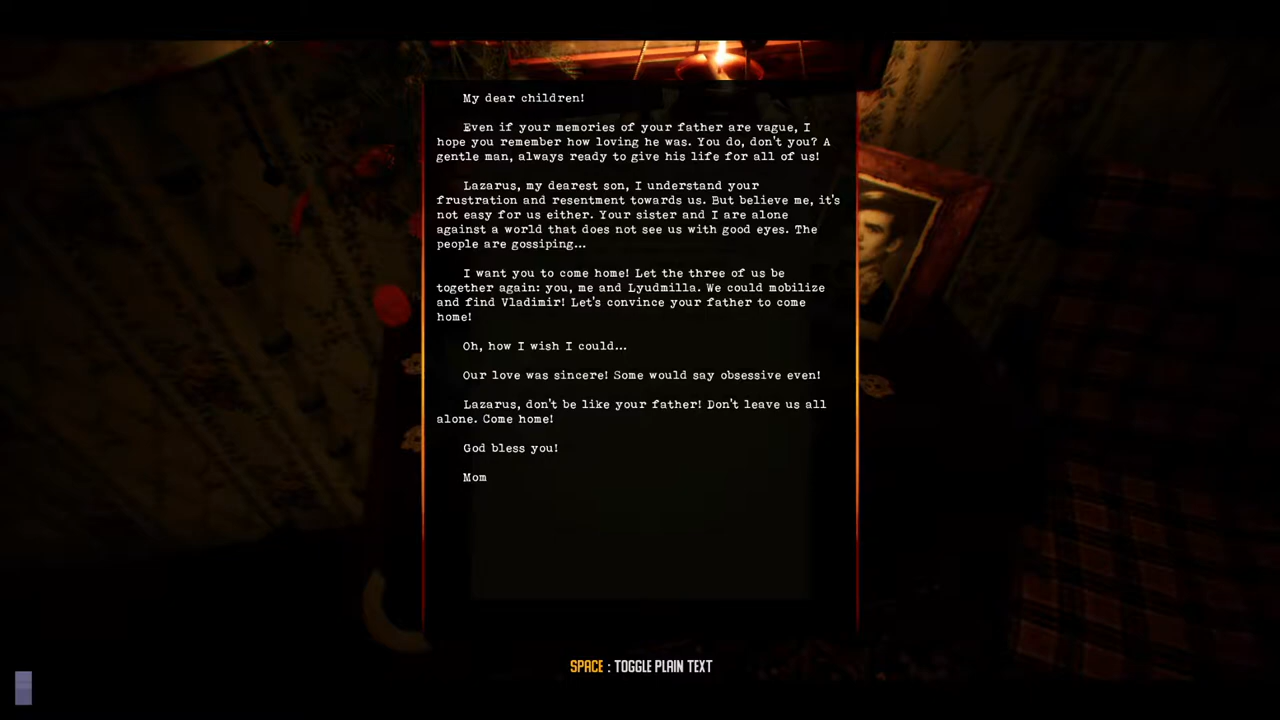 My dear children!
Even if your memories of your father are vague, I
hope you remember how loving he was. You do, don't you? A
gentle man, always ready to give his life for all of us!
Lazarus, my dearest son, I understand your
frustration and resentment towards us. But believe me, it's
not easy for us either. Your sister and I are alone
against a world that does not see us with good eyes. The
people are gossiping...
I want you to come home! Let the three of us be
together again: you, me and Lyudmilla. We could mobilize
and find Vladimir! Let's convince your father to come
home!
Oh, how I wish I could...
Our love was sincere! Some would say obsessive even!
Lazarus, don't be like your father! Don't leave us all
alone. Come home!
God bless you!
Mom
SPACE : TOGGLE PLAIN TEXT